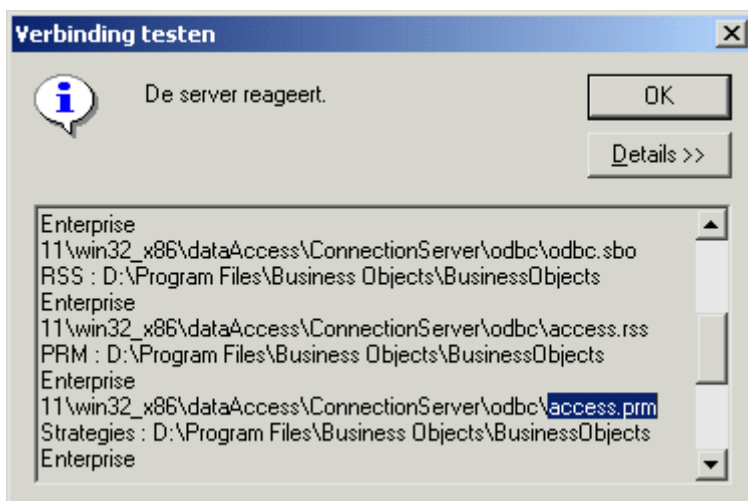 Verbinding testen
De server reageert.
OK
Details >>
Enterprise
11\win32_x86\dataAccess\ConnectionServer\odbc\odbc.sbo
RSS : D:\Program Files\Business Objects\BusinessObjects
Enterprise
11\win32_x86\dataAccess\ConnectionServer\odbc\access.rss
PRM : D:\Program Files\Business Objects\BusinessObjects
Enterprise
11\win32_x86\dataAccess\ConnectionServer\odbc\access.prm
Strategies : D:\Program Files\Business Objects\BusinessObjects
Enterprise